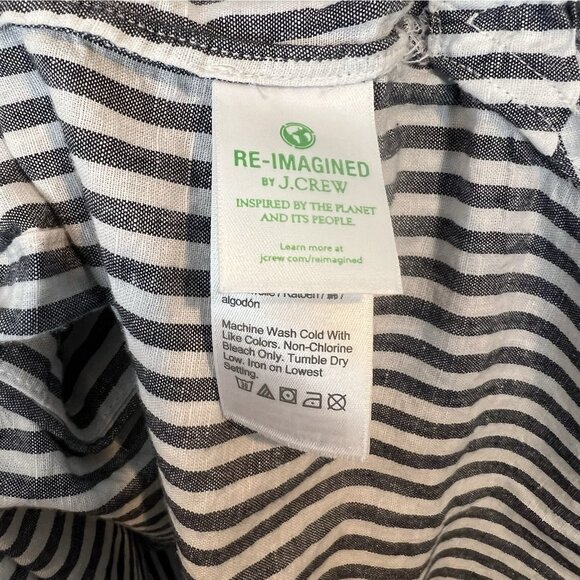 RE-IMAGINED
BY J.CREW
INSPIRED BY THE PLANET
AND ITS PEOPLE.
Learn more at
jcrew.com/reimagined
algodón
Machine Wash Cold With
Like Colors. Non-Chlorine
Bleach Only. Tumble Dry
Low. Iron on Lowest
Setting.